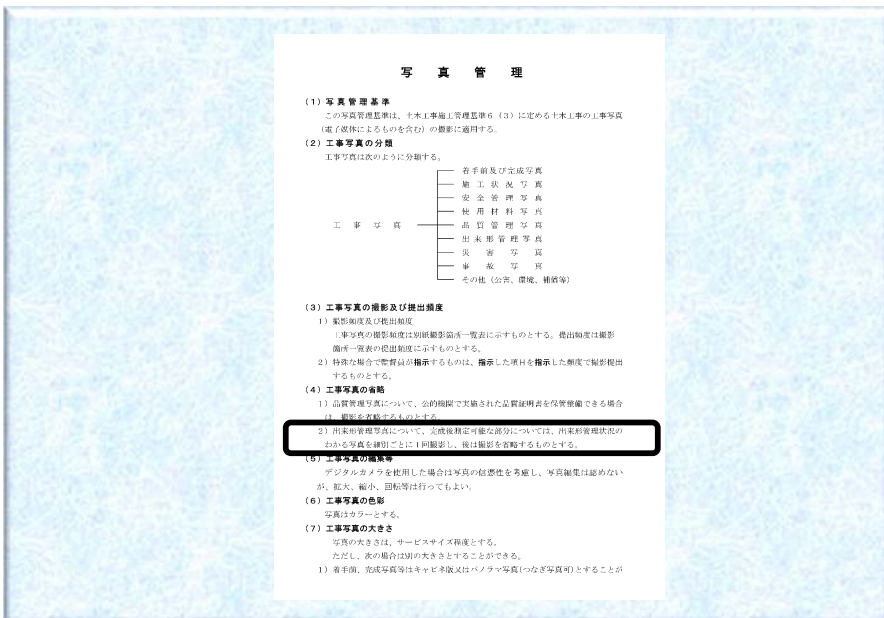 写 真 管 理
(1) 写真管理基準
この写真管理基準は、土木工事施工管理基準6（3）に定める土木工事の工事写真
(電子媒体によるものを含む) の撮影に適用する。
(2) 工事写真の分類
工事写真は次のように分類する。
着手前及び完成写真
施工状況写真
安全管理写真
使用材料写真
工 事 写 真
品質管理写真
出来形管理写真
災 害 写 真
事 故 写 真
その他 (公害、環境、補償等)
(3) 工事写真の撮影及び提出頻度
1) 撮影頻度及び提出頻度
工事写真の撮影頻度は別紙撮影箇所一覧表に示すものとする。提出頻度は撮影
箇所一覧表の提出頻度に示すものとする。
2) 特殊な場合で監督員が指示するものは、指示した項目を指示した頻度で撮影提出
するものとする。
(4) 工事写真の省略
1) 品質管理写真について、公的機関で実施された品質証明書を保管整備できる場合
は、撮影を省略するものとする。
2) 出来形管理写真について、完成後測定可能な部分については、出来形管理状況の
わかる写真を細別ごとに1回撮影し、後は撮影を省略するものとする。
(5) 工事写真の編集等
デジタルカメラを使用した場合は写真の信憑性を考慮し、写真編集は認めない
が、拡大、縮小、回転等は行ってもよい。
(6) 工事写真の色彩
写真はカラーとする。
(7) 工事写真の大きさ
写真の大きさは、サービスサイズ程度とする。
ただし、次の場合は別の大きさとすることができる。
1) 着手前、完成写真等はキャビネ版又はパノラマ写真(つなぎ写真可)とすることが